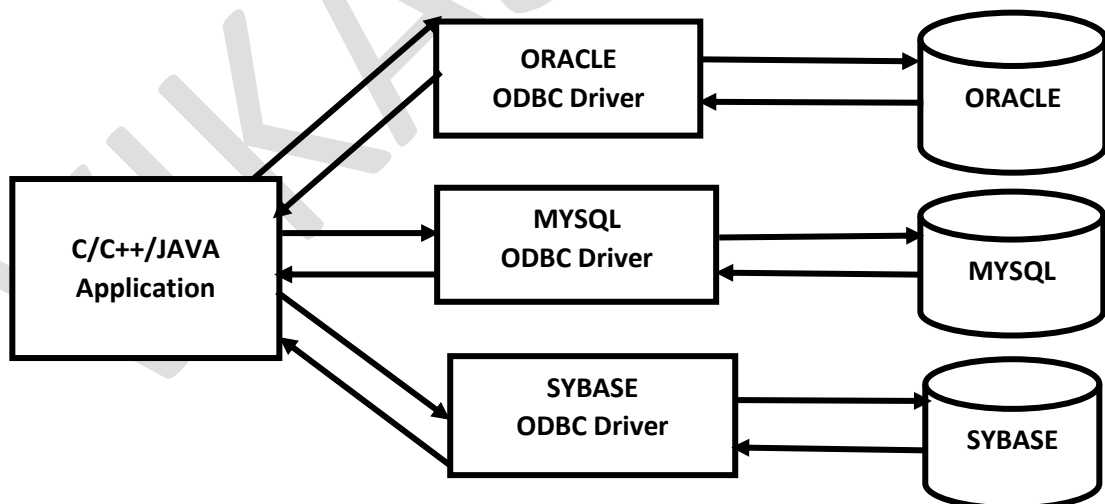 ORACLE
ODBC Driver
ORACLE
C/C++/JAVA
Application
MYSQL
ODBC Driver
MYSQL
SYBASE
ODBC Driver
SYBASE